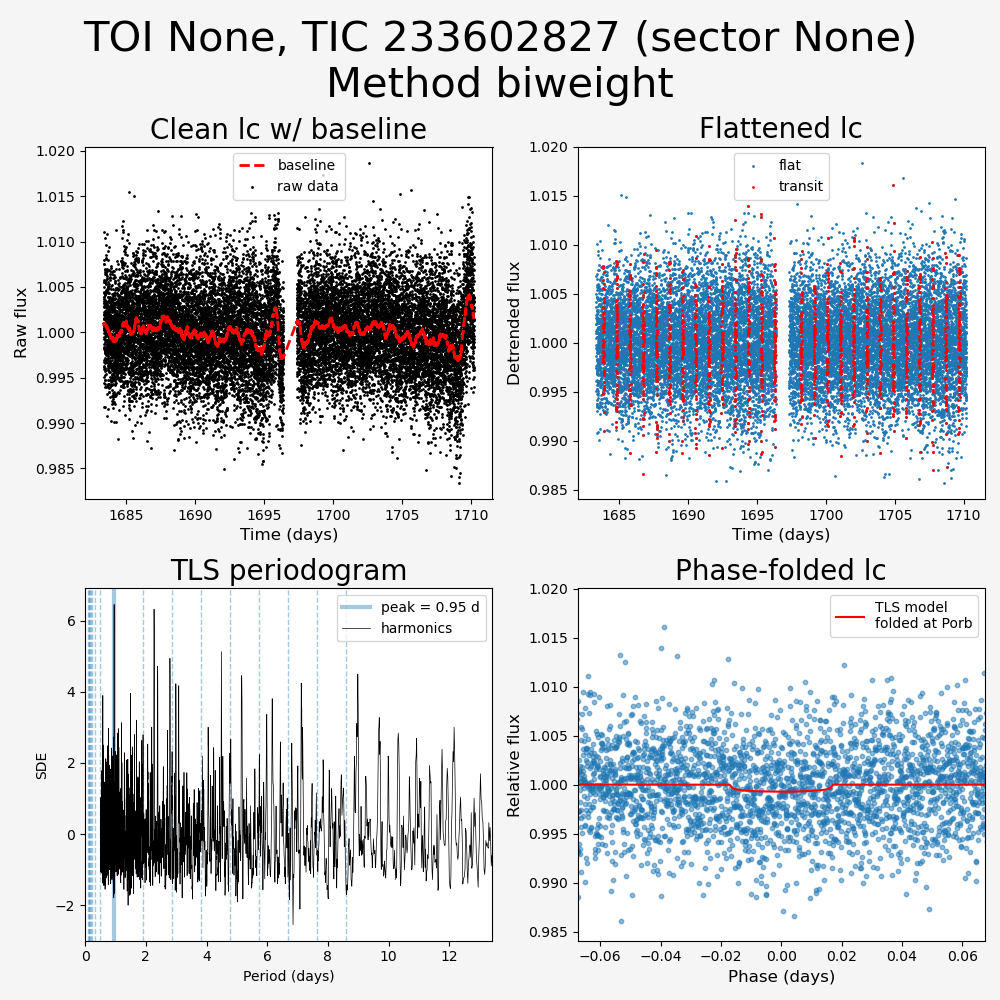 TOI None, TIC 233602827 (sector None)
Method biweight
Clean lc w/ baseline
baseline
raw data
1.020
1.015
1.010
1.005
1.000
0.995
0.990
0.985
Raw flux
1685
1690
1695
1700
1705
1710
Time (days)
Flattened lc
flat
transit
1.020
1.015
1.010
1.005
1.000
0.995
0.990
0.985
Detrended flux
1685
1690
1695
1700
1705
1710
Time (days)
TLS periodogram
peak = 0.95 d
harmonics
6
4
2
0
−2
SDE
0
2
4
6
8
10
12
Period (days)
Phase-folded lc
TLS model
folded at Porb
1.020
1.015
1.010
1.005
1.000
0.995
0.990
0.985
Relative flux
−0.06
−0.04
−0.02
0.00
0.02
0.04
0.06
Phase (days)